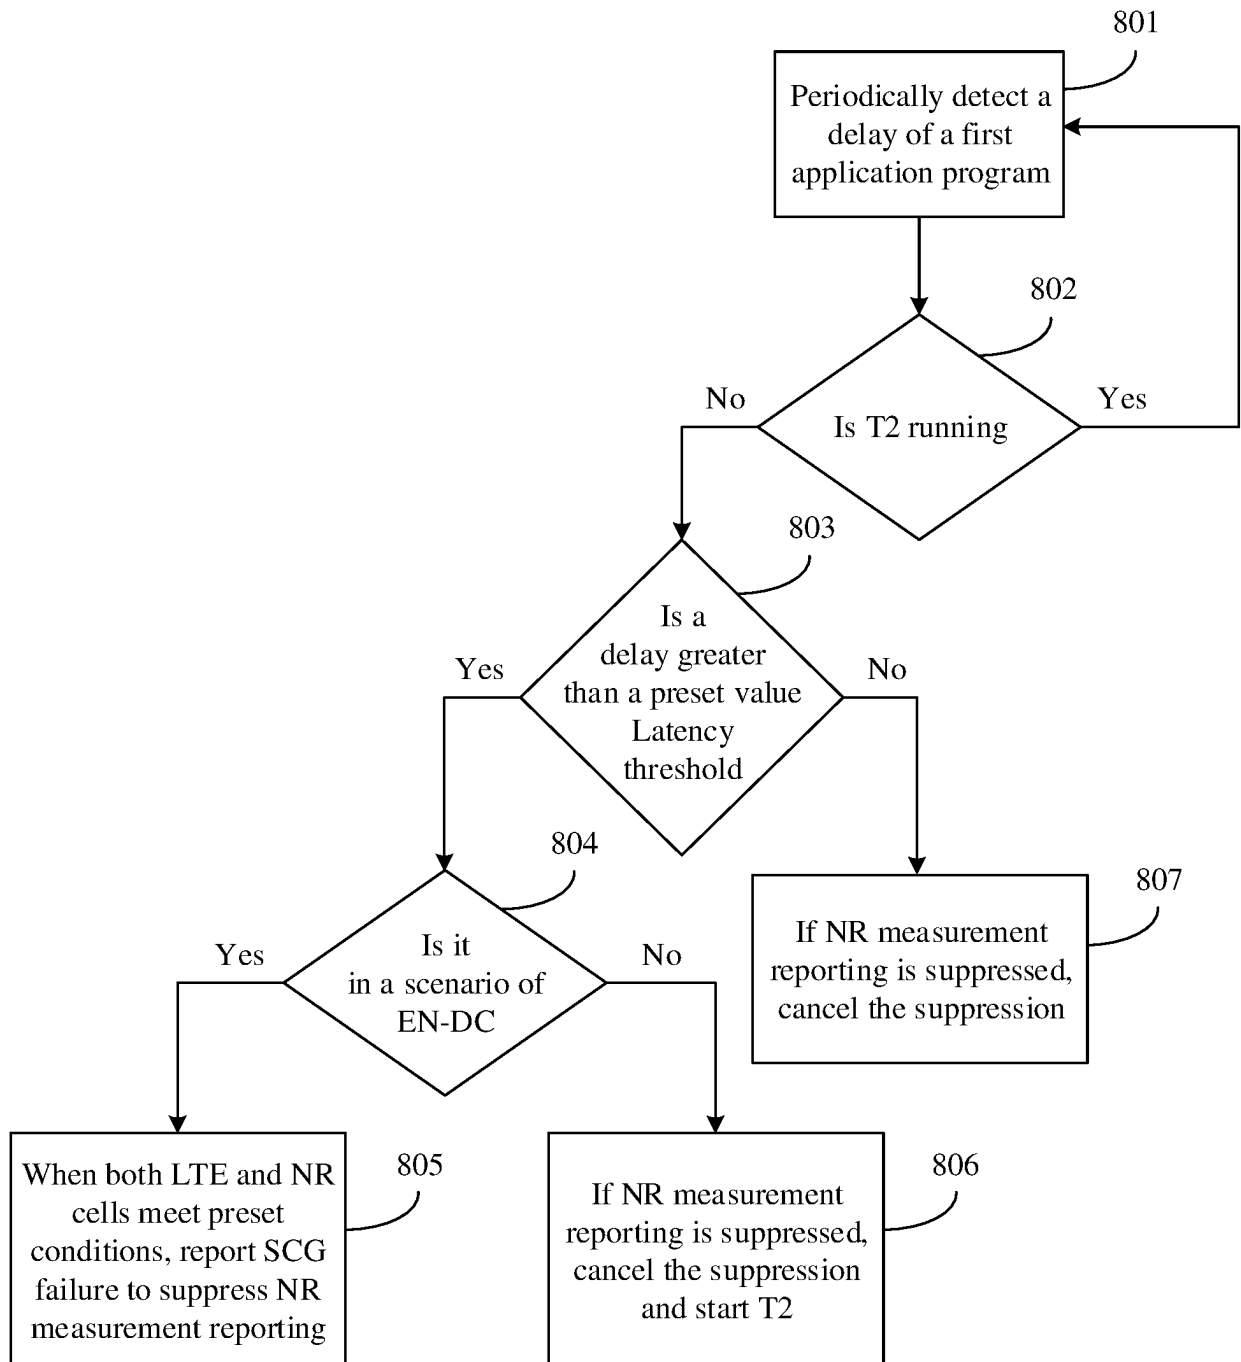 801
Periodically detect a
delay of a first
application program
802
No
Yes
Is T2 running
803
Is a
delay greater
than a preset value
Latency
threshold
Yes
No
804
Is it
in a scenario of
EN-DC
Yes
No
807
If NR measurement
reporting is suppressed,
cancel the suppression
805
When both LTE and NR
cells meet preset
conditions, report SCG
failure to suppress NR
measurement reporting
806
If NR measurement
reporting is suppressed,
cancel the suppression
and start T2